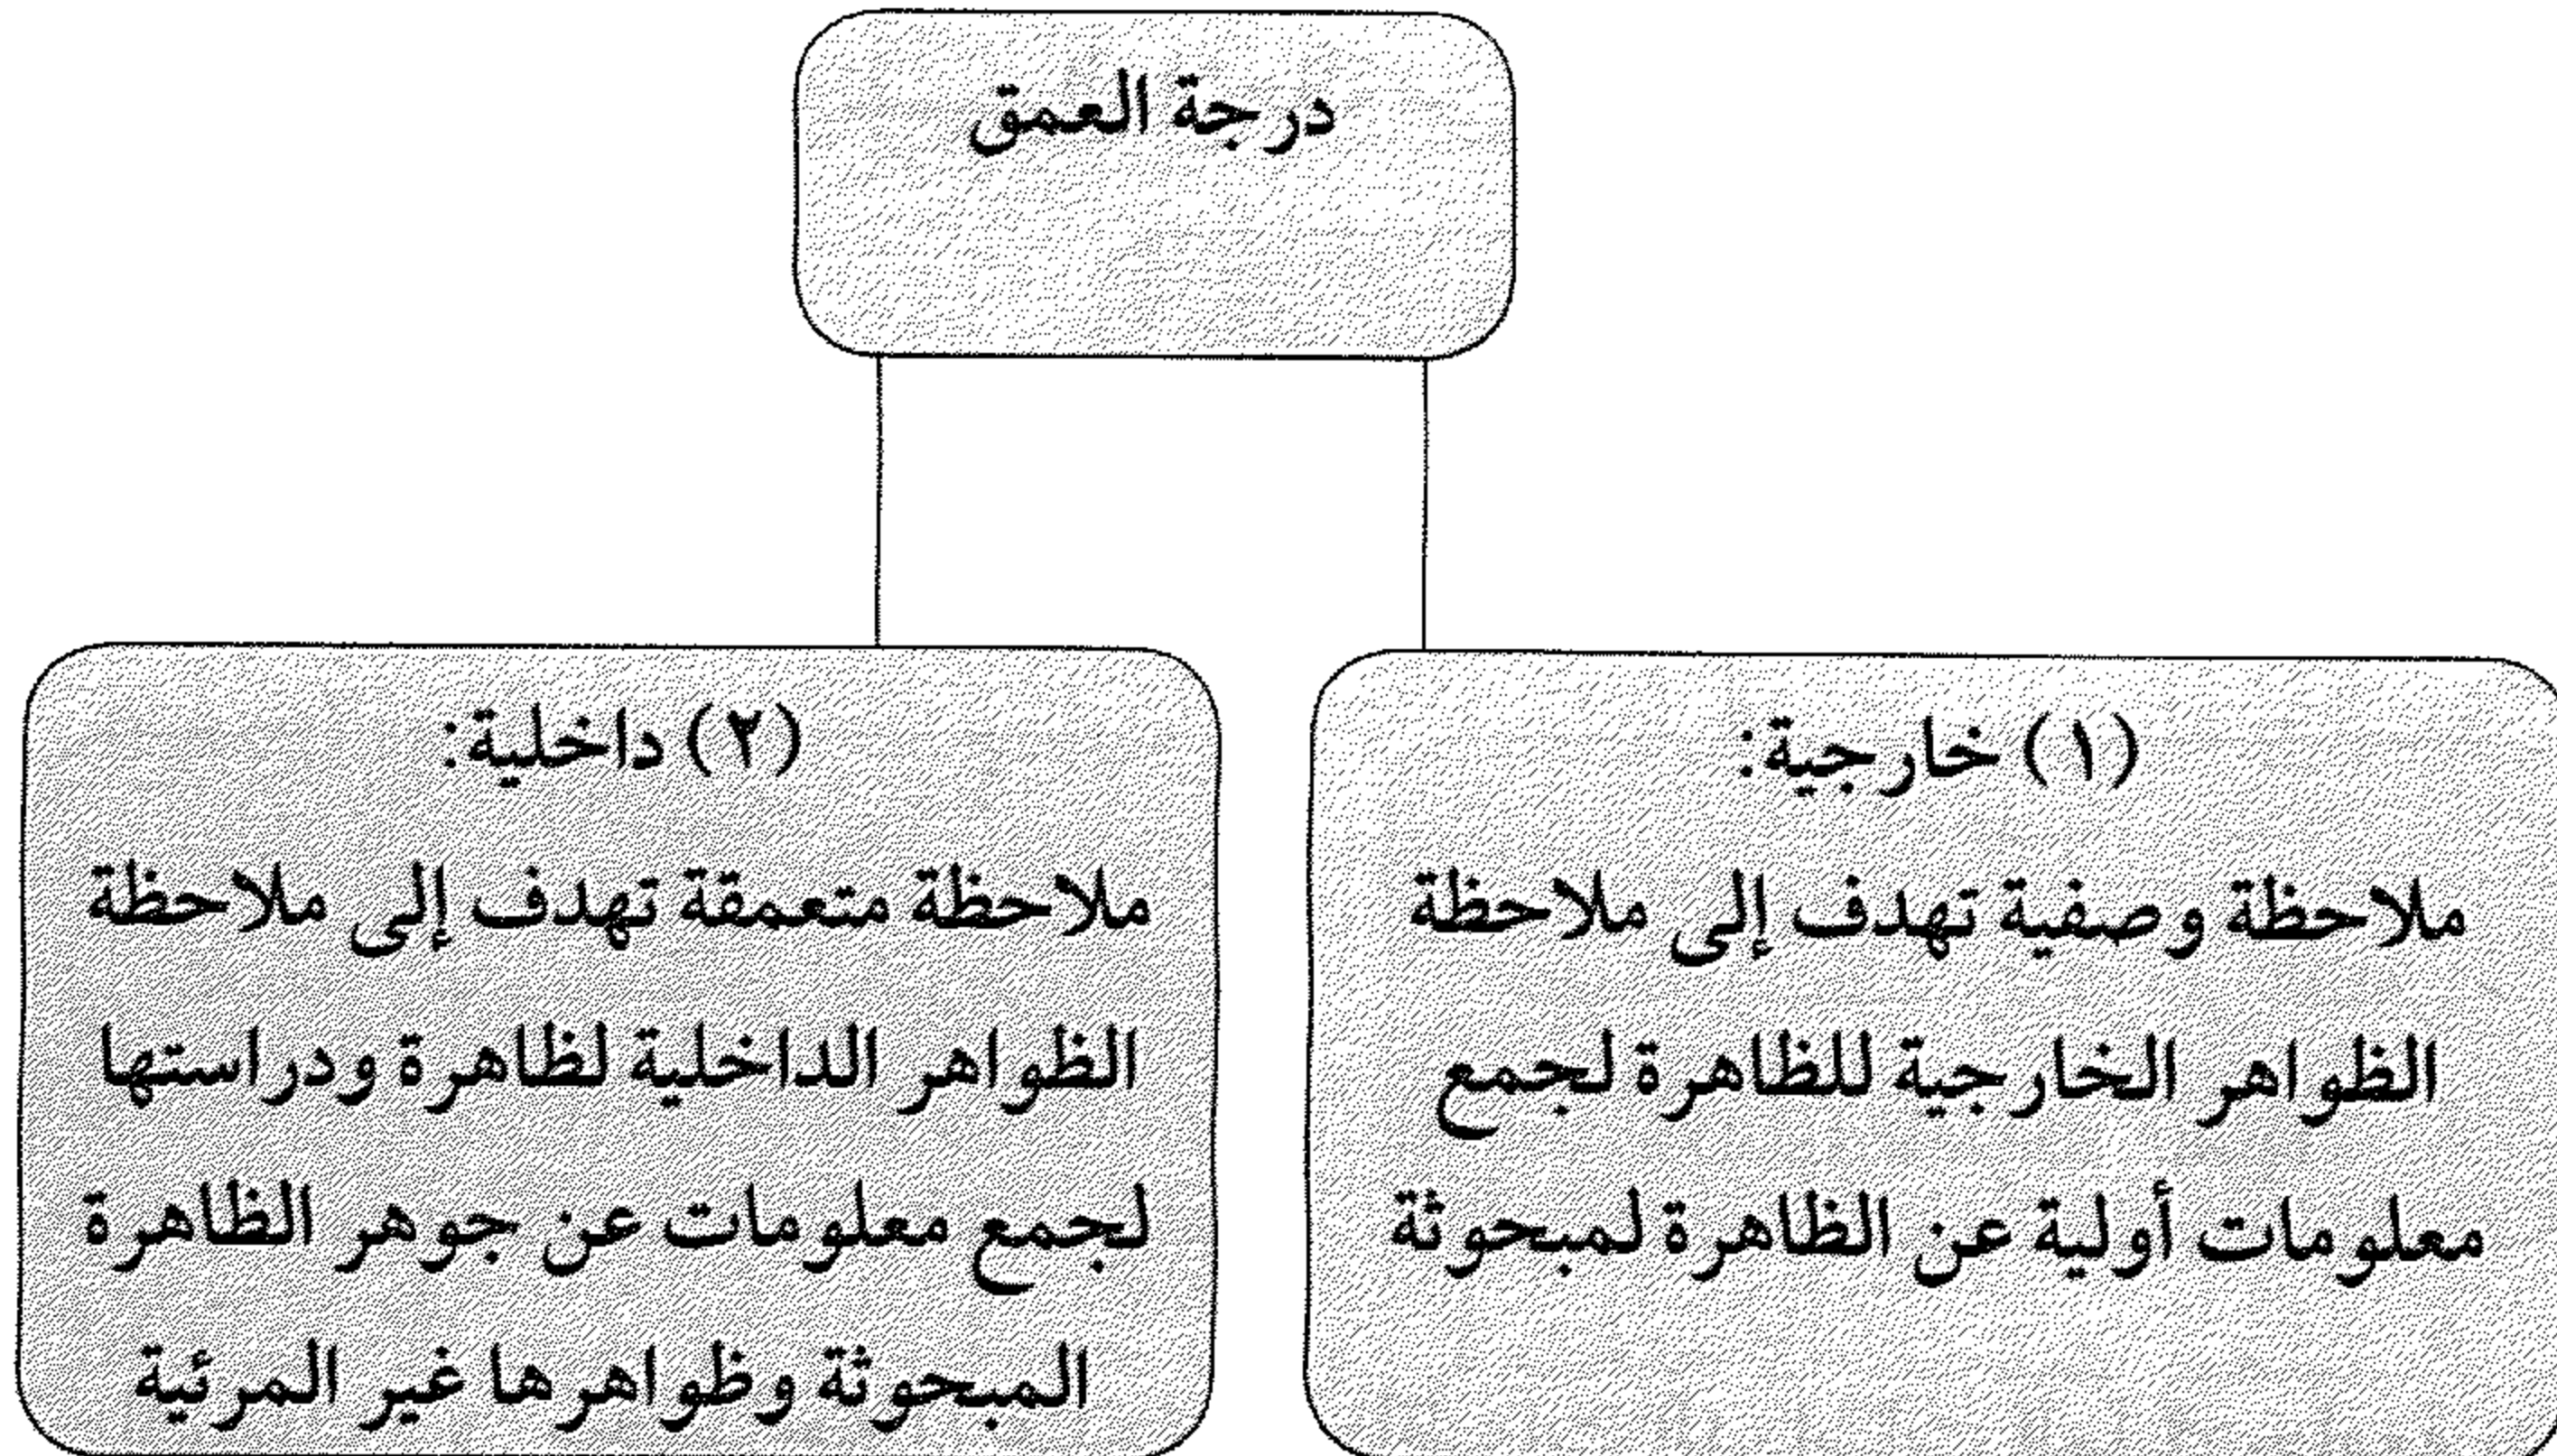 درجة العمق
(١) خارجية:
ملاحظة وصفية تهدف إلى ملاحظة
الظواهر الخارجية للظاهرة لجمع
معلومات أولية عن الظاهرة لمبحوثة
(٢) داخلية:
ملاحظة متعمقة تهدف إلى ملاحظة
الظواهر الداخلية لظاهرة ودراستها
لجمع معلومات عن جوهر الظاهرة
المبحوثة وظواهرها غير المرئية